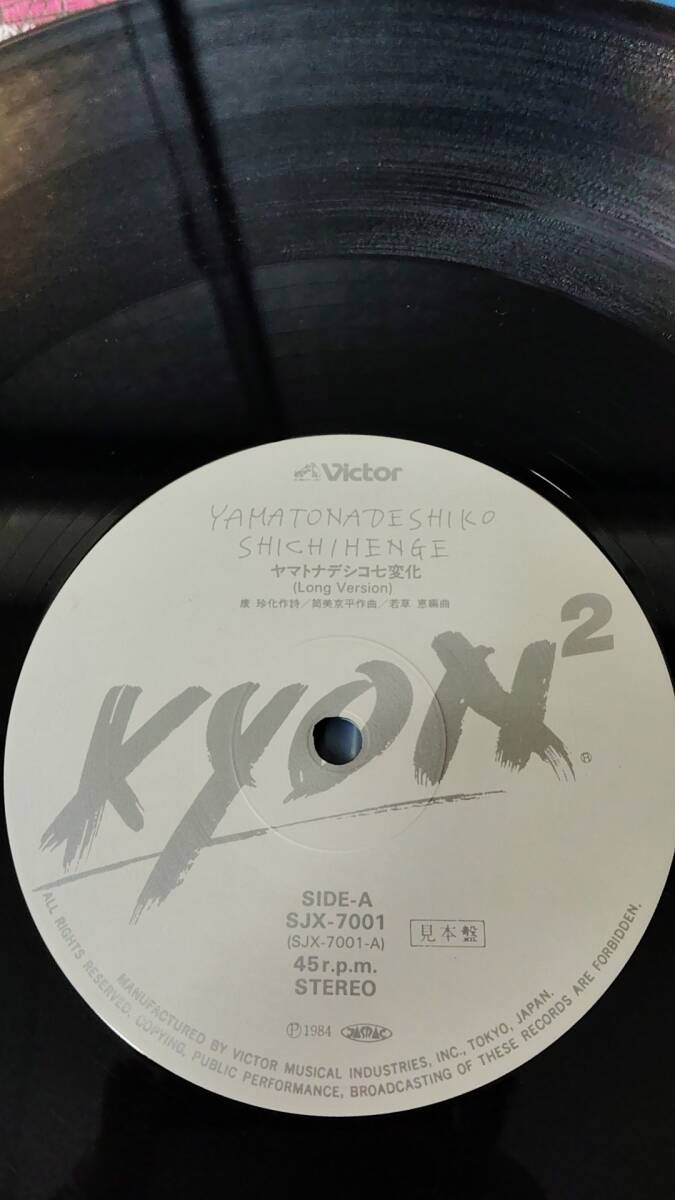 Victor
YAMATONADESHIKO
SHICHIHENGE
ヤマトナデシコ七変化
(Long Version)
康 珍化作詩／筒美京平作曲／若草 恵編曲
KYON2
®
SIDE-A
SJX-7001
(SJX-7001-A)
見本盤
45 r.p.m.
STEREO
Ⓟ1984 JASRAC
MANUFACTURED BY VICTOR MUSICAL INDUSTRIES, INC., TOKYO, JAPAN.
ALL RIGHTS RESERVED. COPYING, PUBLIC PERFORMANCE, BROADCASTING OF THESE RECORDS ARE FORBIDDEN.